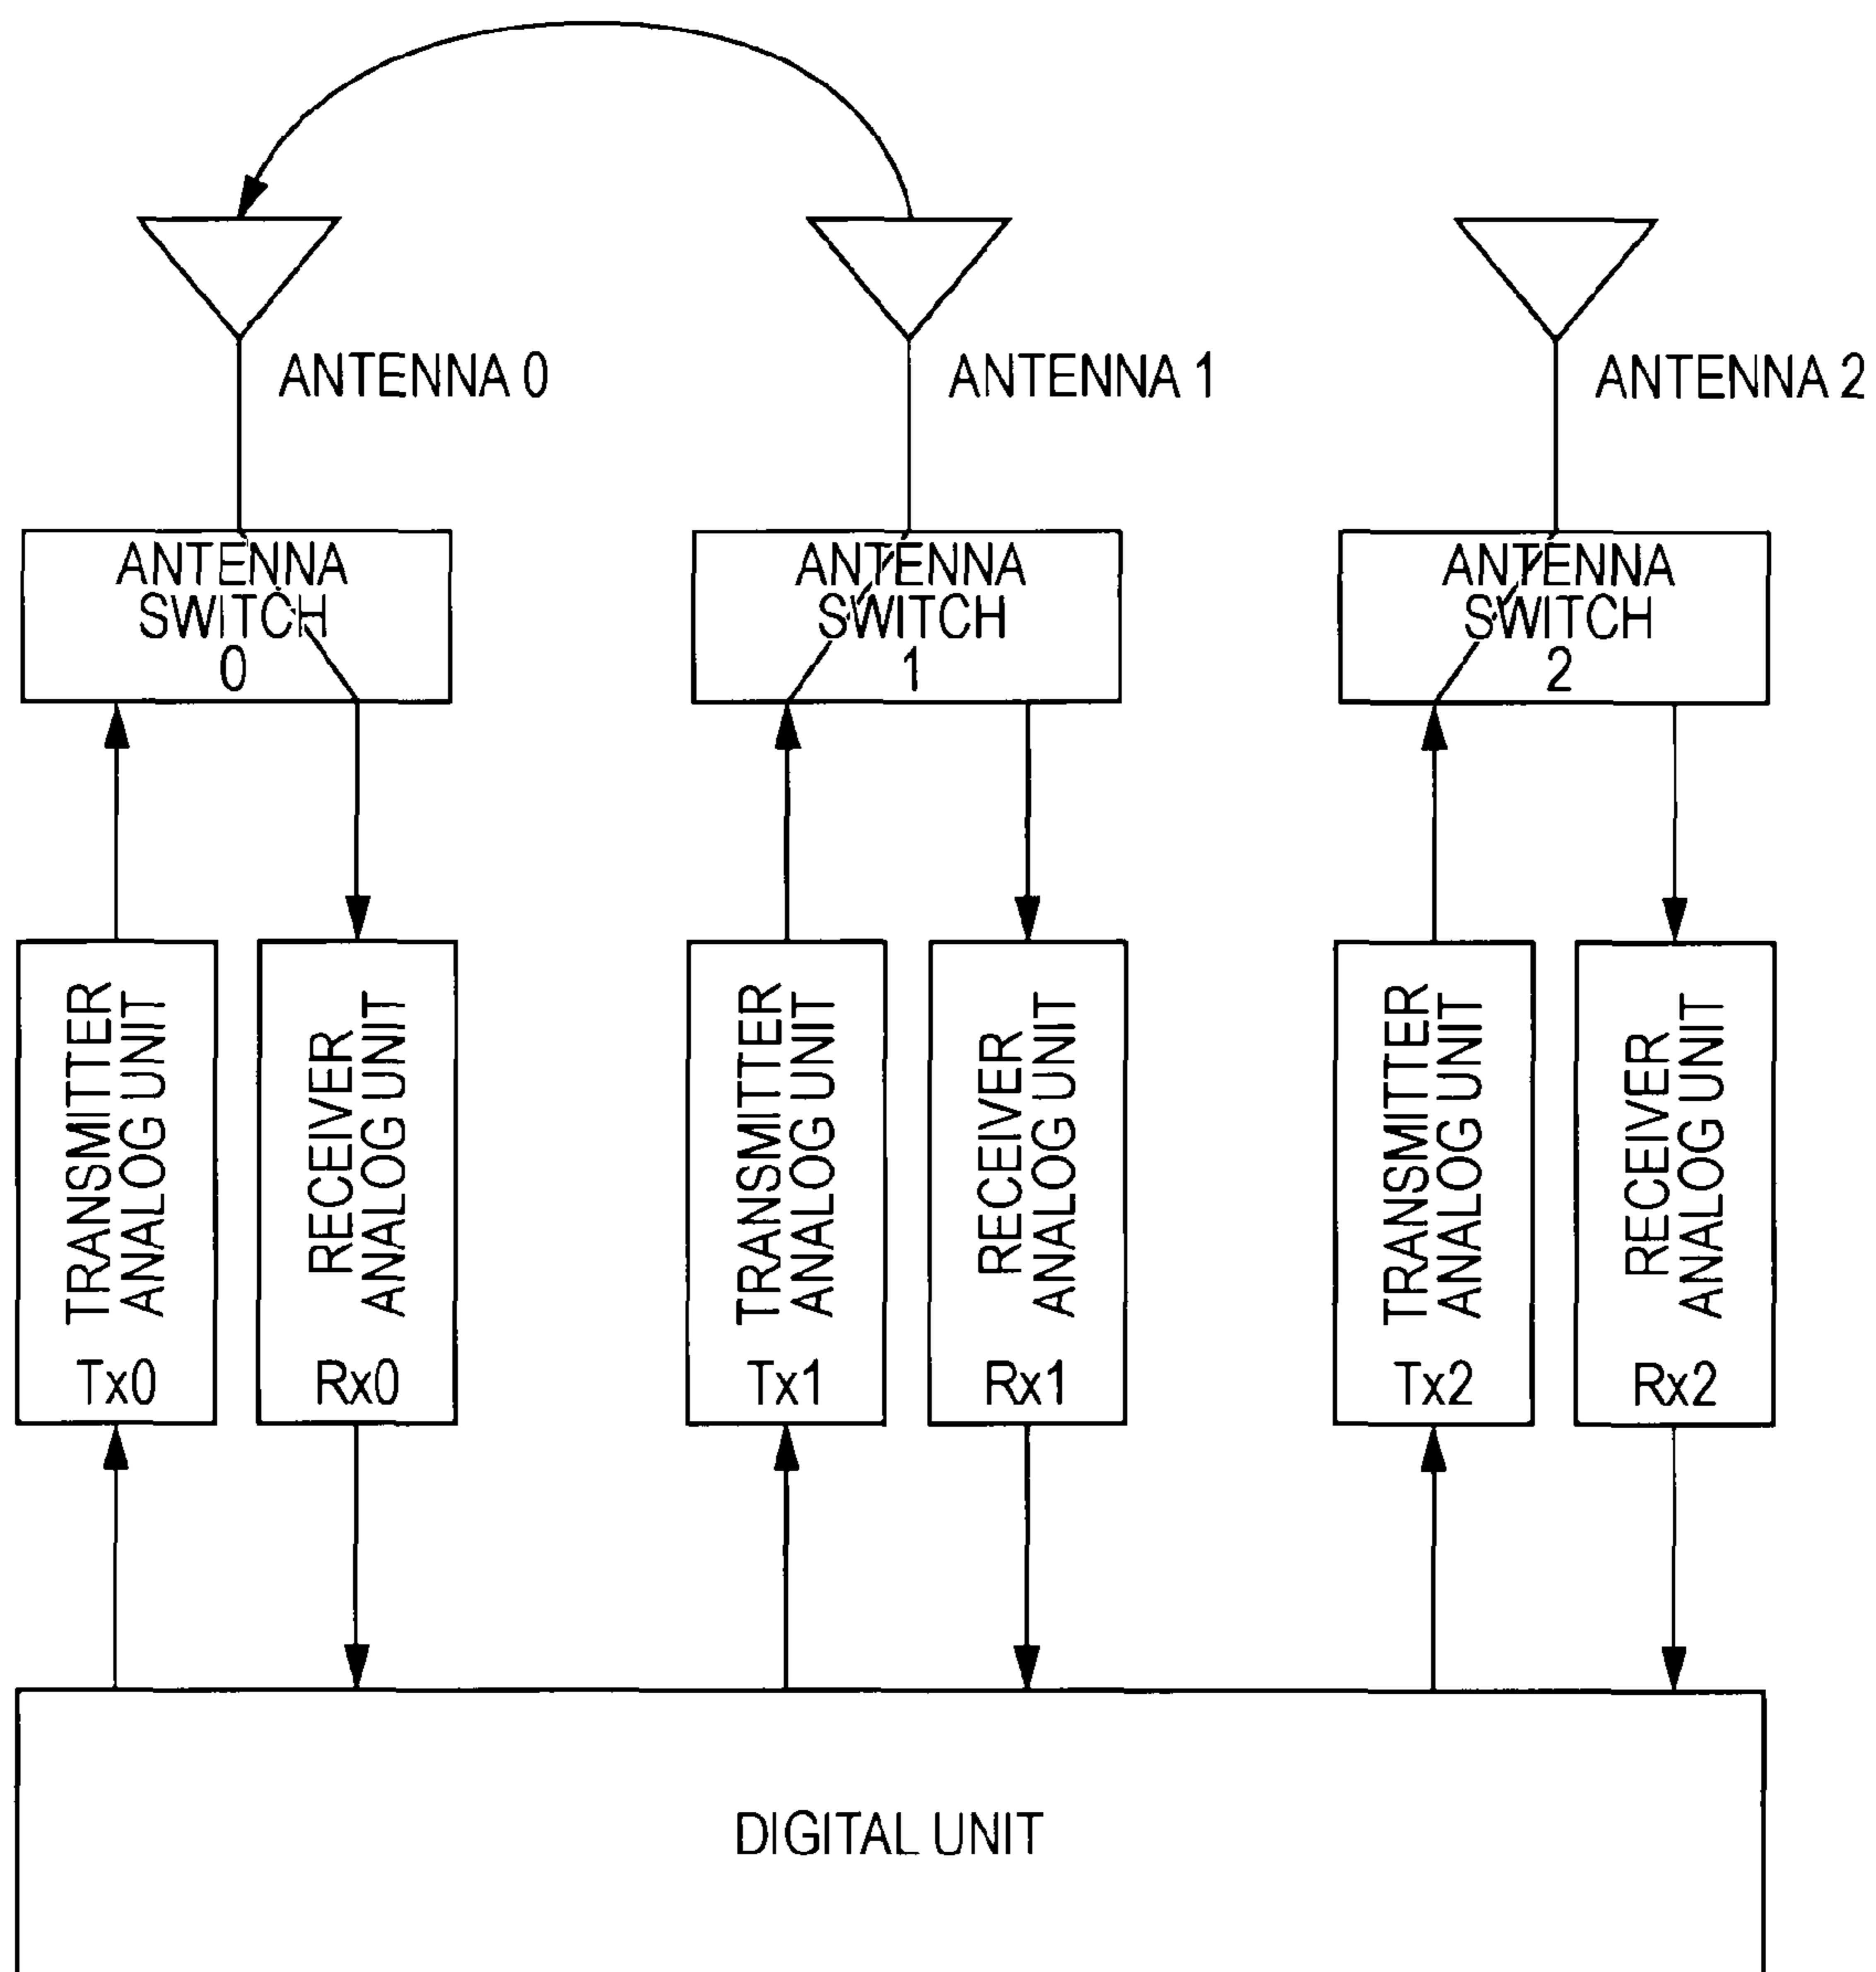 ANTENNA 0
ANTENNA 1
ANTENNA 2
ANTENNA
SWITCH
0
ANTENNA
SWITCH
1
ANTENNA
SWITCH
2
TRANSMITTER
ANALOG UNIT
Tx0
RECEIVER
ANALOG UNIT
Rx0
TRANSMITTER
ANALOG UNIT
Tx1
RECEIVER
ANALOG UNIT
Rx1
TRANSMITTER
ANALOG UNIT
Tx2
RECEIVER
ANALOG UNIT
Rx2
DIGITAL UNIT